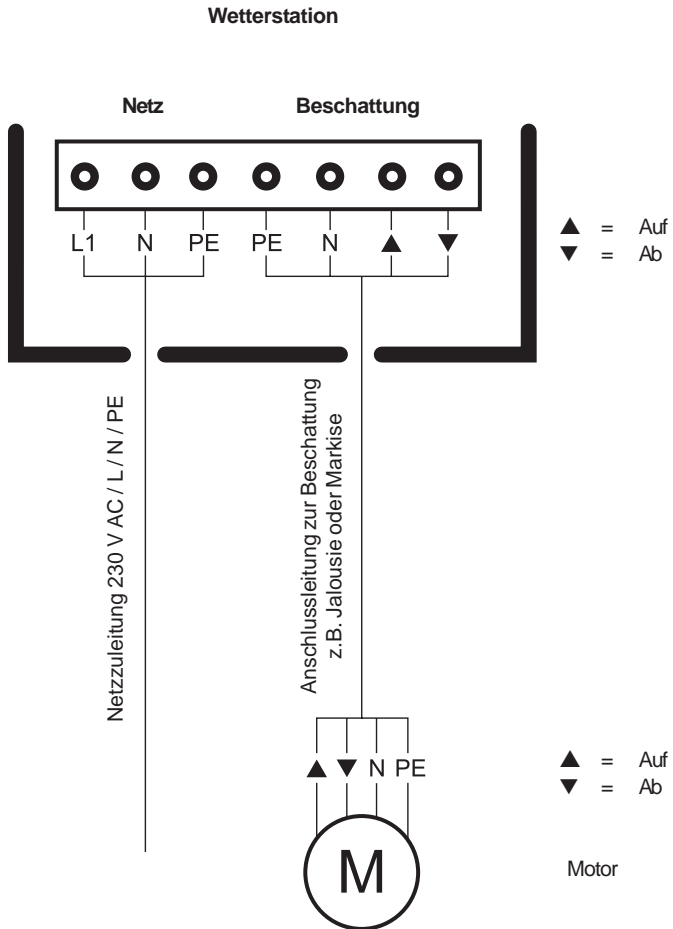 Wetterstation
Netz Beschattung
L1 N PE PE N ▲ ▼
▲ = Auf
▼ = Ab
Netzzuleitung 230 V AC / L / N / PE
Anschlussleitung zur Beschattung
z.B. Jalousie oder Markise
▲ ▼ N PE
▲ = Auf
▼ = Ab
M
Motor